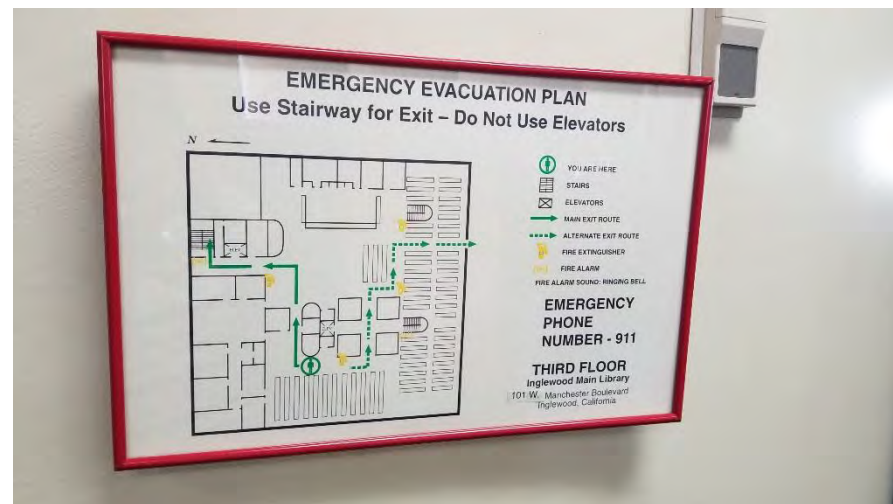 EMERGENCY EVACUATION PLAN
Use Stairway for Exit – Do Not Use Elevators
N
YOU ARE HERE
STAIRS
ELEVATORS
MAIN EXIT ROUTE
ALTERNATE EXIT ROUTE
FIRE EXTINGUISHER
FIRE ALARM
FIRE ALARM SOUND: RINGING BELL
EMERGENCY
PHONE
NUMBER - 911
THIRD FLOOR
Inglewood Main Library
101 W. Manchester Boulevard
Inglewood, California